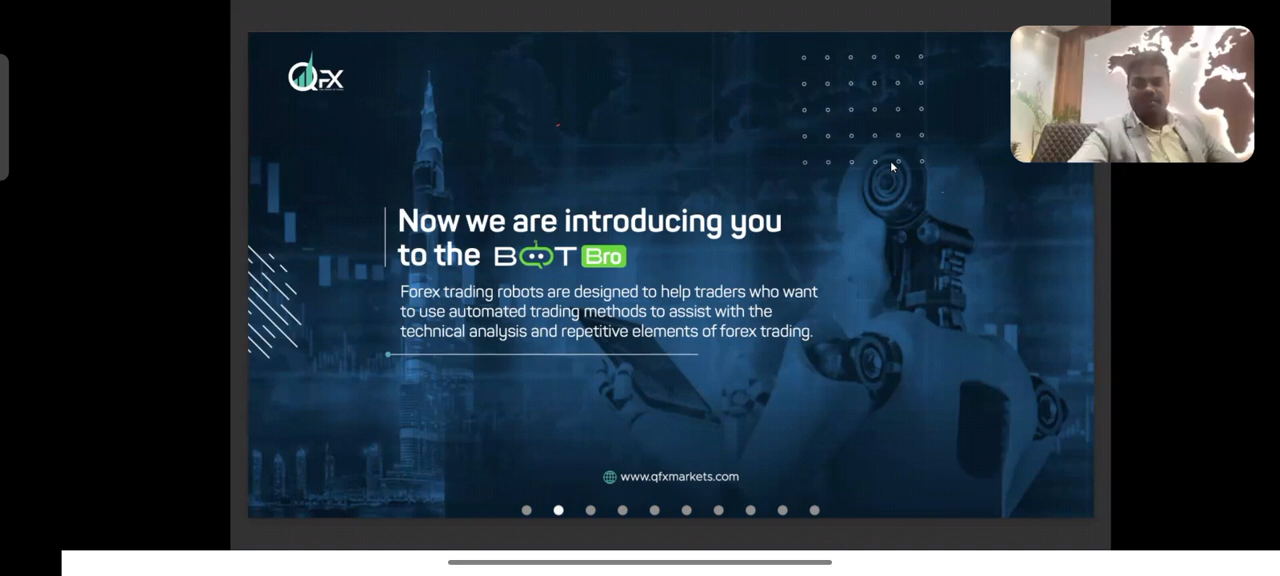 QFX
Now we are introducing you
to the BOT Bro
Forex trading robots are designed to help traders who want
to use automated trading methods to assist with the
technical analysis and repetitive elements of forex trading.
www.qfxmarkets.com